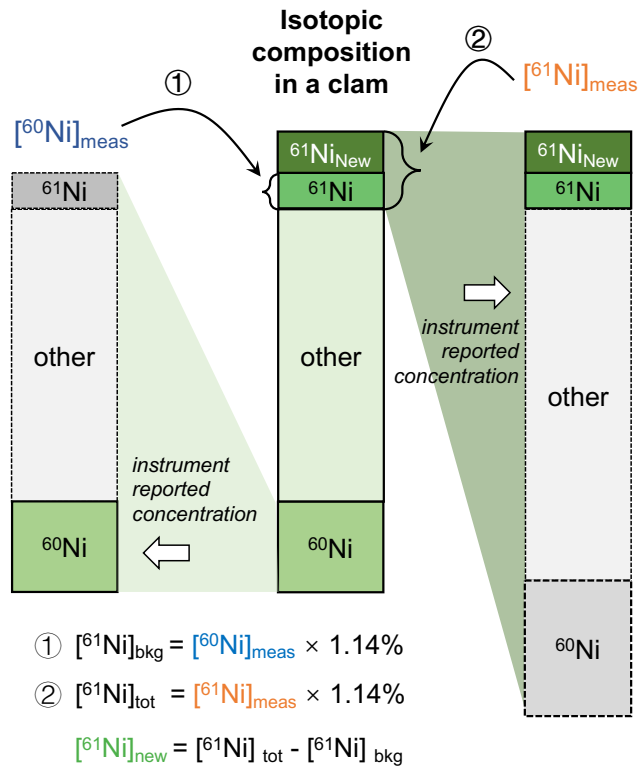 Isotopic
composition
in a clam
①
②
[⁶⁰Ni]meas
[⁶¹Ni]meas
⁶¹Ni
other
⁶⁰Ni
instrument
reported
concentration
⁶¹NiNew
⁶¹Ni
⁶⁰Ni
instrument
reported
concentration
⁶¹NiNew
⁶¹Ni
other
⁶⁰Ni
① [⁶¹Ni]bkg = [⁶⁰Ni]meas × 1.14%
② [⁶¹Ni]tot = [⁶¹Ni]meas × 1.14%
[⁶¹Ni]new = [⁶¹Ni] tot - [⁶¹Ni] bkg